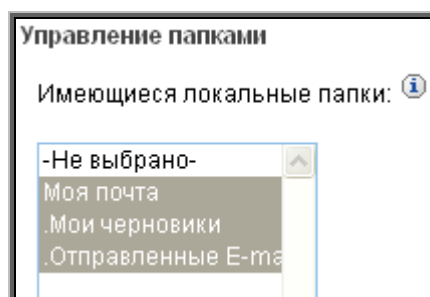 Управление папками
Имеющиеся локальные папки:
-Не выбрано-
Моя почта
.Мои черновики
.Отправленные E-ma